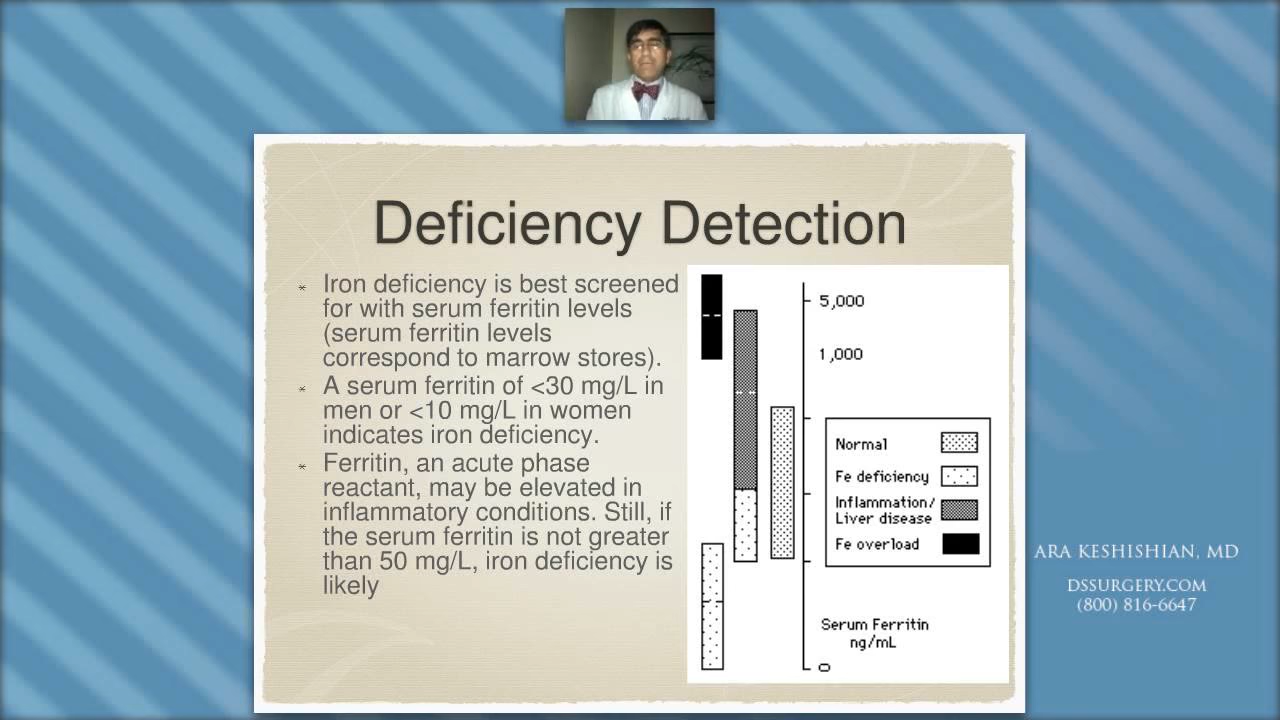 Deficiency Detection
* Iron deficiency is best screened
for with serum ferritin levels
(serum ferritin levels
correspond to marrow stores).
* A serum ferritin of <30 mg/L in
men or <10 mg/L in women
indicates iron deficiency.
* Ferritin, an acute phase
reactant, may be elevated in
inflammatory conditions. Still, if
the serum ferritin is not greater
than 50 mg/L, iron deficiency is
likely
5,000
1,000
Normal
Fe deficiency
Inflammation/
Liver disease
Fe overload
Serum Ferritin
ng/mL
0
ARA KESHISHIAN, MD
DSSURGERY.COM
(800) 816-6647